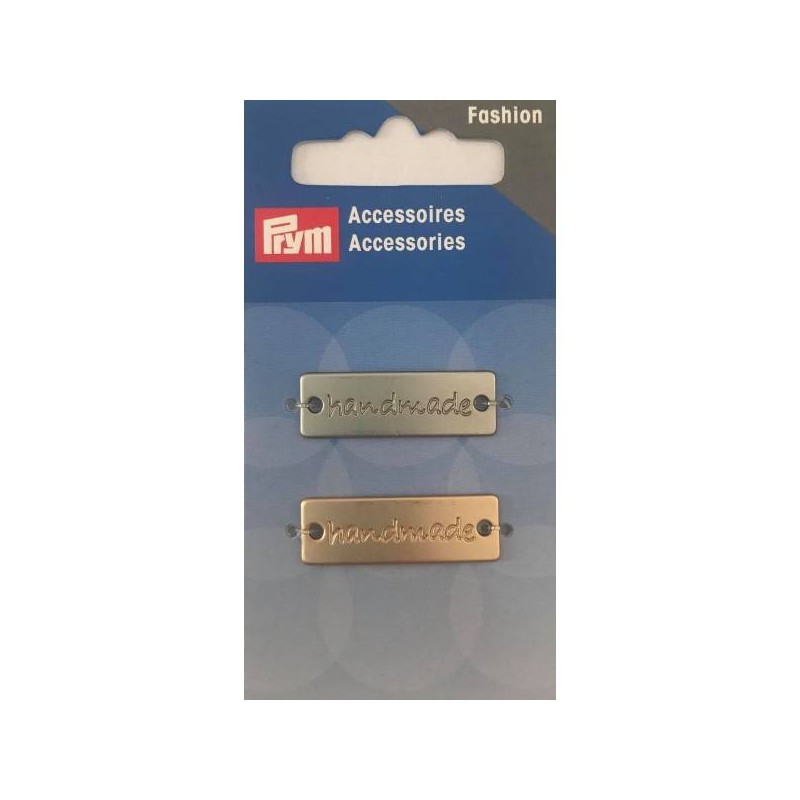 Fashion
Prym
Accessoires
Accessories
handmade
handmade